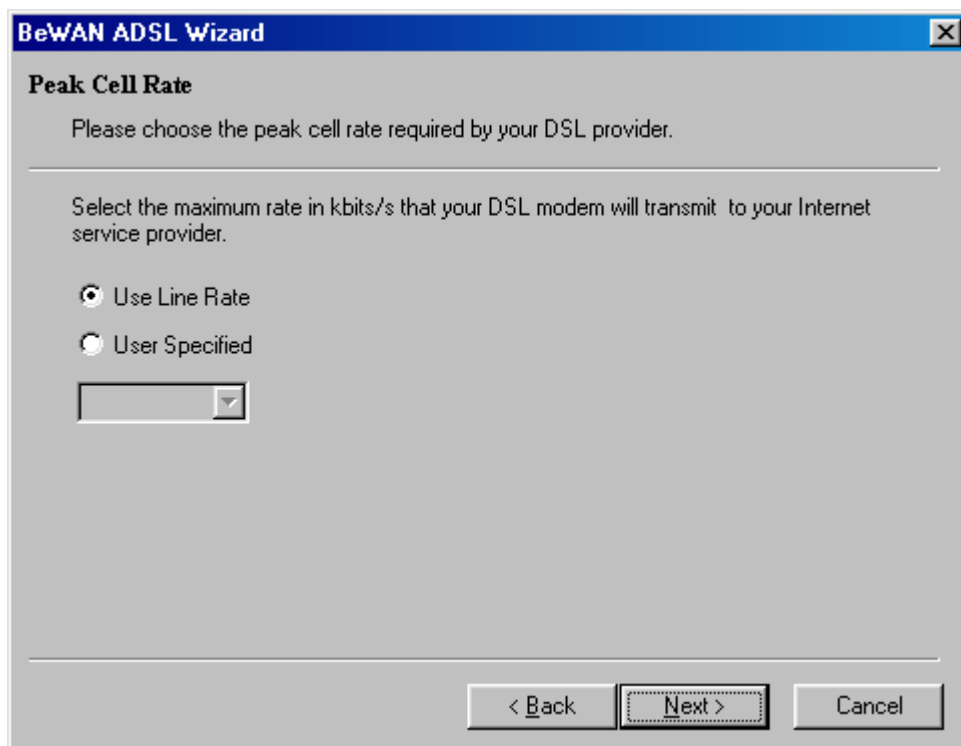 BeWAN ADSL Wizard
Peak Cell Rate
Please choose the peak cell rate required by your DSL provider.
Select the maximum rate in kbits/s that your DSL modem will transmit to your Internet
service provider.
Use Line Rate
User Specified
< Back
Next >
Cancel